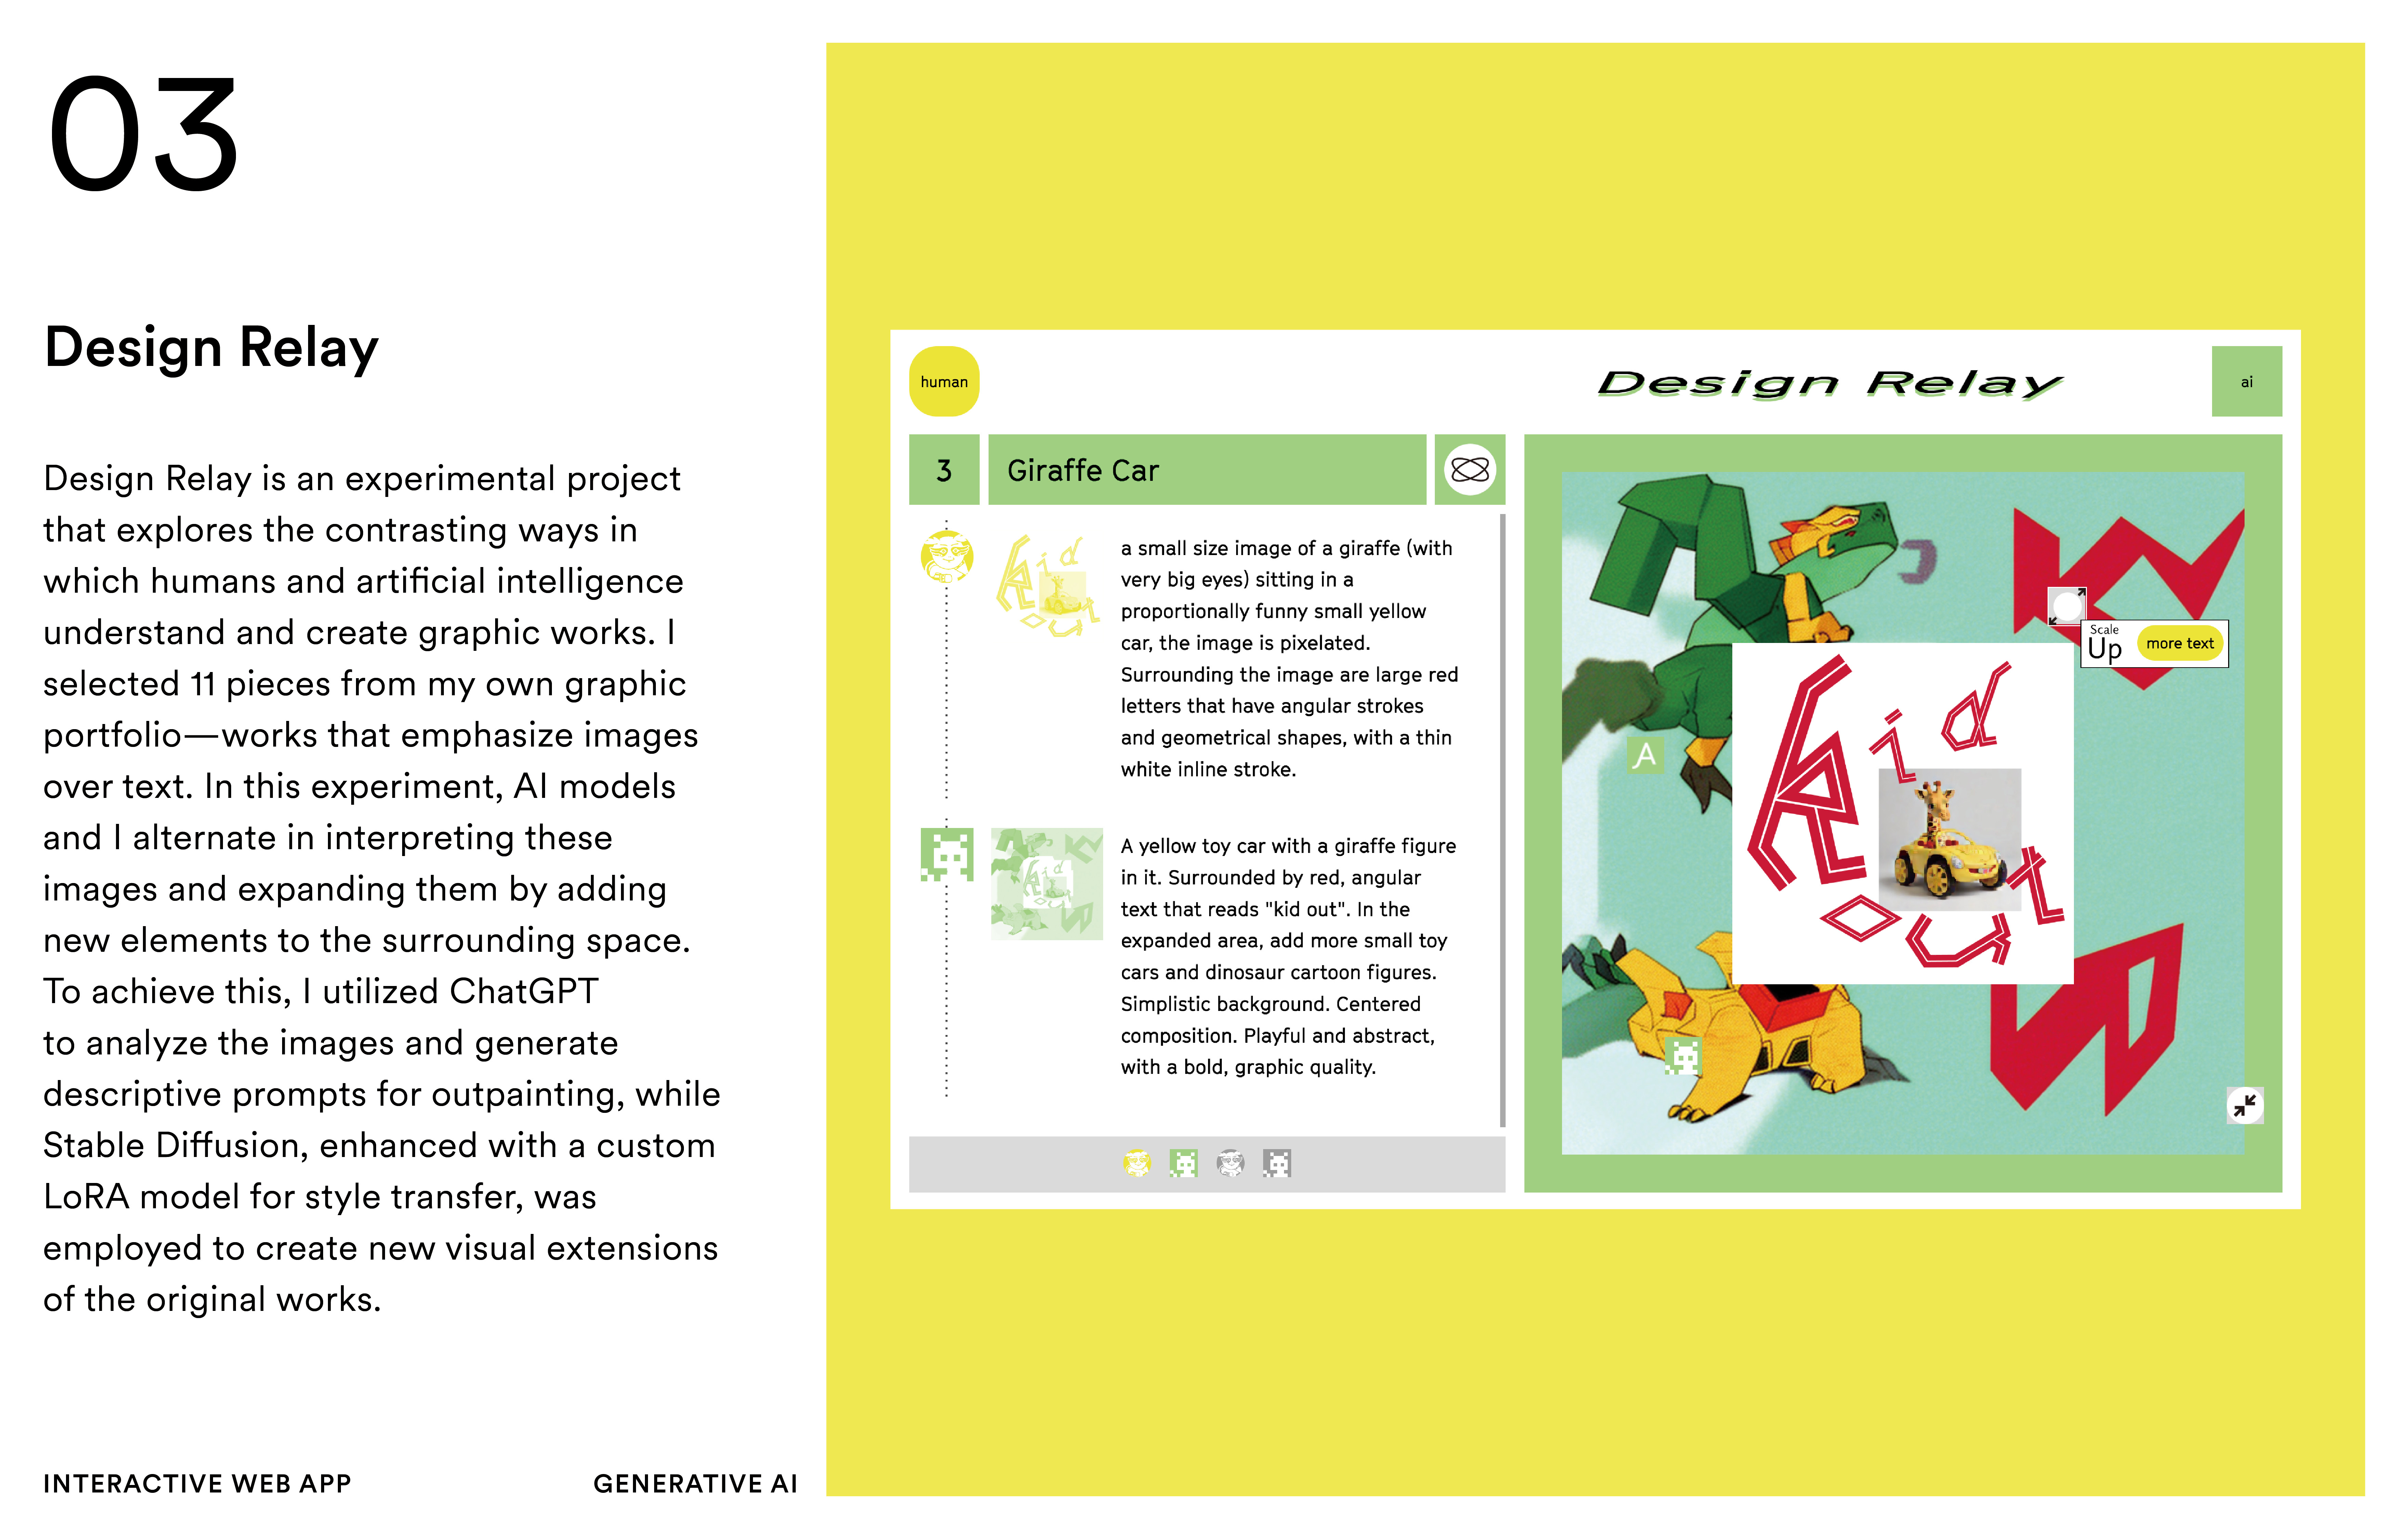 03
Design Relay
Design Relay is an experimental project
that explores the contrasting ways in
which humans and artificial intelligence
understand and create graphic works. I
selected 11 pieces from my own graphic
portfolio—works that emphasize images
over text. In this experiment, AI models
and I alternate in interpreting these
images and expanding them by adding
new elements to the surrounding space.
To achieve this, I utilized ChatGPT
to analyze the images and generate
descriptive prompts for outpainting, while
Stable Diffusion, enhanced with a custom
LoRA model for style transfer, was
employed to create new visual extensions
of the original works.
INTERACTIVE WEB APP
GENERATIVE AI
human
Design Relay
ai
3
Giraffe Car
a small size image of a giraffe (with
very big eyes) sitting in a
proportionally funny small yellow
car, the image is pixelated.
Surrounding the image are large red
letters that have angular strokes
and geometrical shapes, with a thin
white inline stroke.
A yellow toy car with a giraffe figure
in it. Surrounded by red, angular
text that reads "kid out". In the
expanded area, add more small toy
cars and dinosaur cartoon figures.
Simplistic background. Centered
composition. Playful and abstract,
with a bold, graphic quality.
Scale
Up
more text
A
kid
out